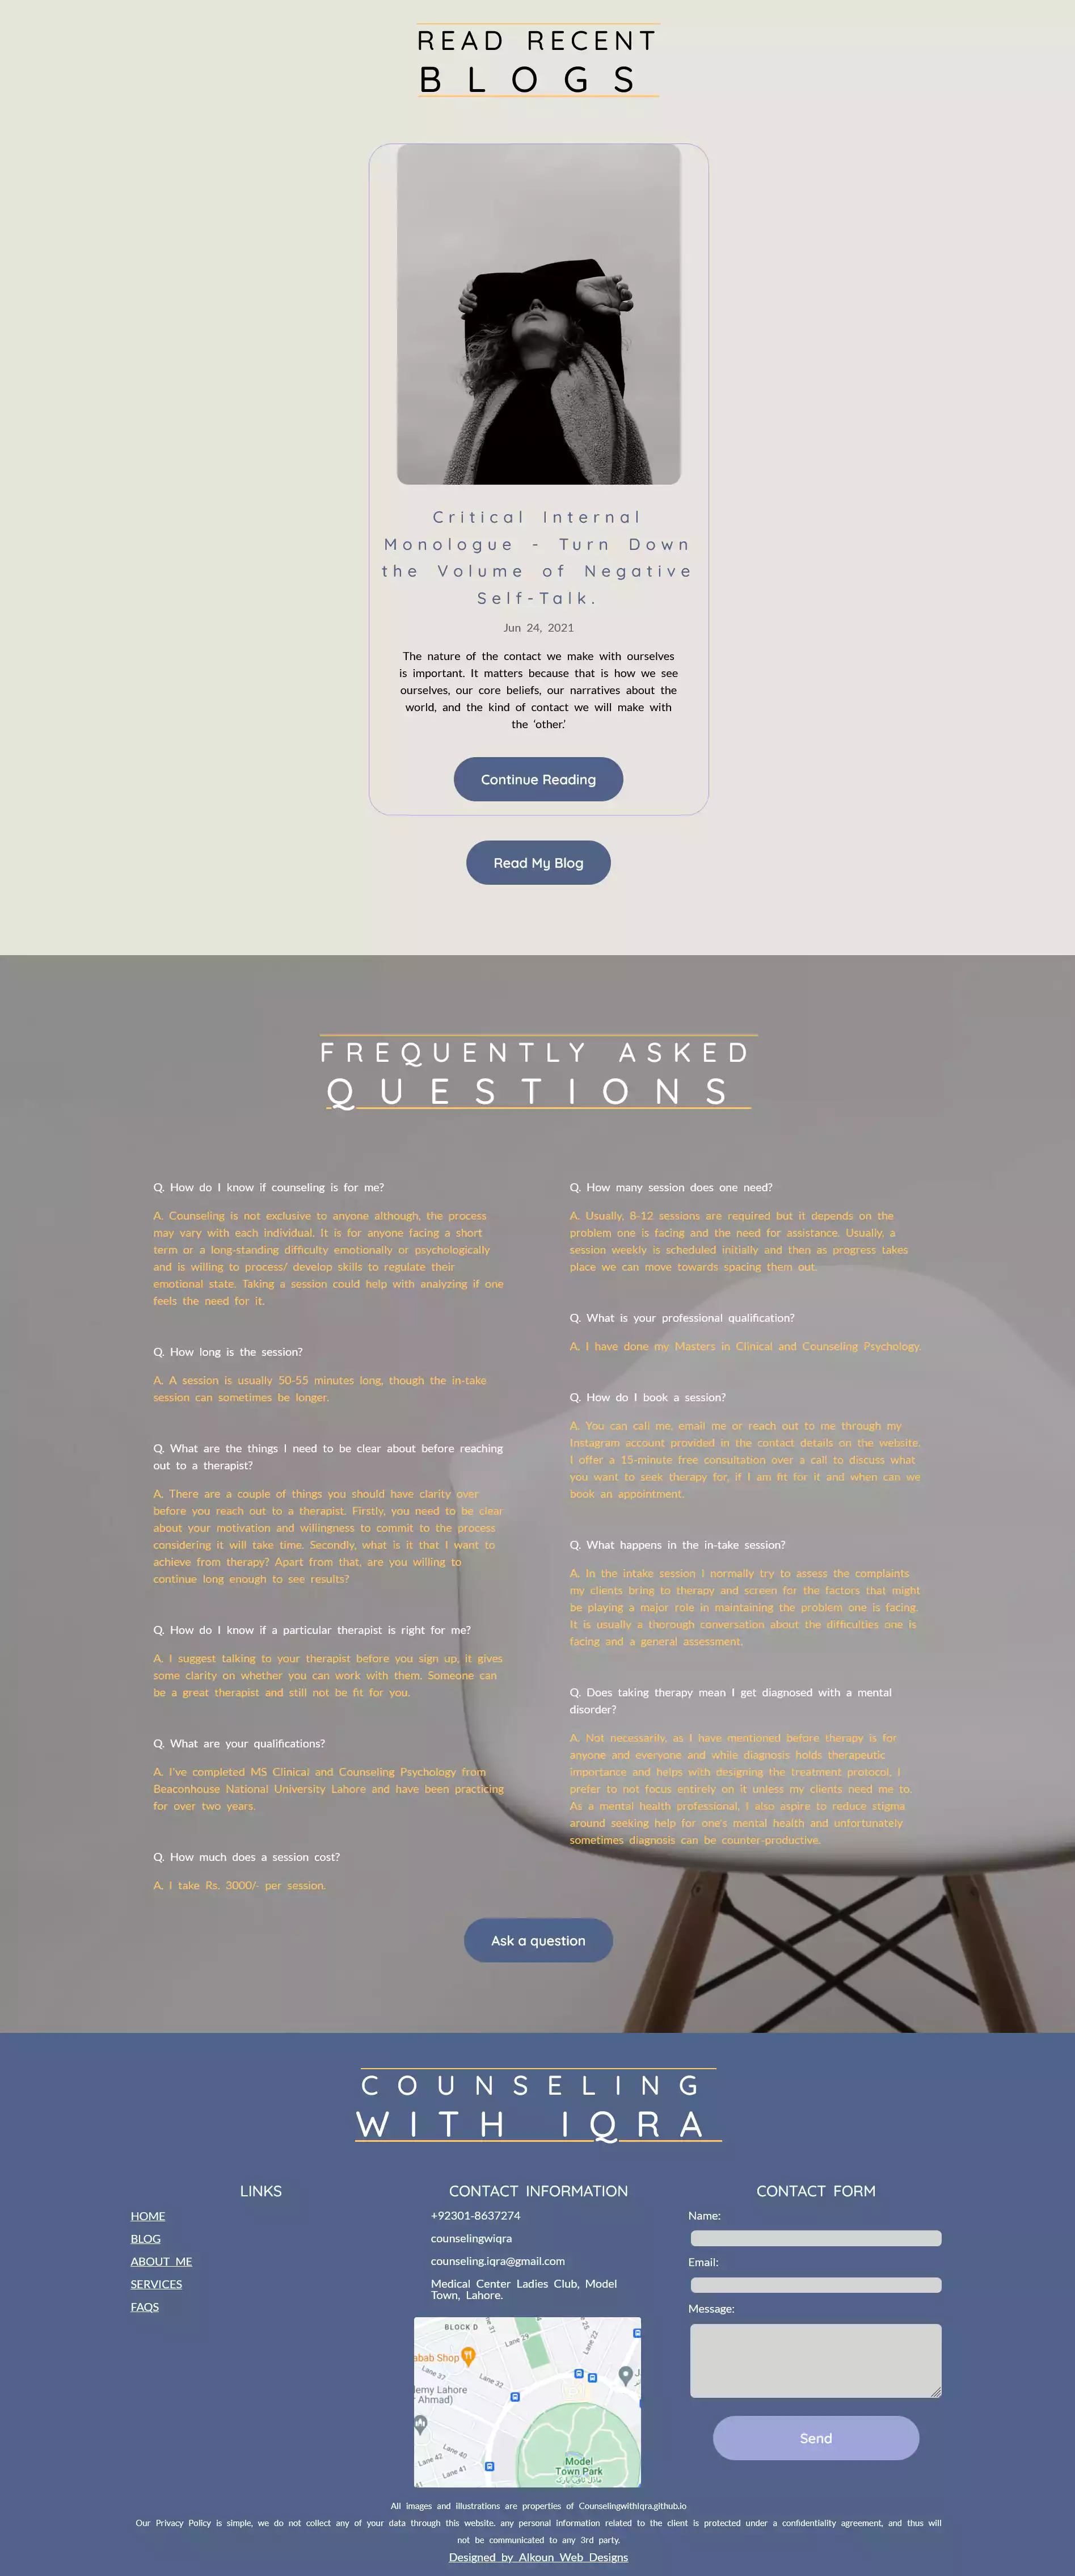 READ RECENT
BLOGS
Critical Internal
Monologue - Turn Down
the Volume of Negative
Self-Talk.
Jun 24, 2021
The nature of the contact we make with ourselves
is important. It matters because that is how we see
ourselves, our core beliefs, our narratives about the
world, and the kind of contact we will make with
the ‘other.’
Continue Reading
Read My Blog
FREQUENTLY ASKED
QUESTIONS
Q. How do I know if counseling is for me?
A. Counseling is not exclusive to anyone although, the process
may vary with each individual. It is for anyone facing a short
term or a long-standing difficulty emotionally or psychologically
and is willing to process/ develop skills to regulate their
emotional state. Taking a session could help with analyzing if one
feels the need for it.
Q. How long is the session?
A. A session is usually 50-55 minutes long, though the in-take
session can sometimes be longer.
Q. What are the things I need to be clear about before reaching
out to a therapist?
A. There are a couple of things you should have clarity over
before you reach out to a therapist. Firstly, you need to be clear
about your motivation and willingness to commit to the process
considering it will take time. Secondly, what is it that I want to
achieve from therapy? Apart from that, are you willing to
continue long enough to see results?
Q. How do I know if a particular therapist is right for me?
A. I suggest talking to your therapist before you sign up, it gives
some clarity on whether you can work with them. Someone can
be a great therapist and still not be fit for you.
Q. What are your qualifications?
A. I've completed MS Clinical and Counseling Psychology from
Beaconhouse National University Lahore and have been practicing
for over two years.
Q. How much does a session cost?
A. I take Rs. 3000/- per session.
Q. How many session does one need?
A. Usually, 8-12 sessions are required but it depends on the
problem one is facing and the need for assistance. Usually, a
session weekly is scheduled initially and then as progress takes
place we can move towards spacing them out.
Q. What is your professional qualification?
A. I have done my Masters in Clinical and Counseling Psychology.
Q. How do I book a session?
A. You can call me, email me or reach out to me through my
Instagram account provided in the contact details on the website.
I offer a 15-minute free consultation over a call to discuss what
you want to seek therapy for, if I am fit for it and when can we
book an appointment.
Q. What happens in the in-take session?
A. In the intake session I normally try to assess the complaints
my clients bring to therapy and screen for the factors that might
be playing a major role in maintaining the problem one is facing.
It is usually a thorough conversation about the difficulties one is
facing and a general assessment.
Q. Does taking therapy mean I get diagnosed with a mental
disorder?
A. Not necessarily, as I have mentioned before therapy is for
anyone and everyone and while diagnosis holds therapeutic
importance and helps with designing the treatment protocol, I
prefer to not focus entirely on it unless my clients need me to.
As a mental health professional, I also aspire to reduce stigma
around seeking help for one's mental health and unfortunately
sometimes diagnosis can be counter-productive.
Ask a question
COUNSELING
WITH IQRA
LINKS
HOME
BLOG
ABOUT ME
SERVICES
FAQS
CONTACT INFORMATION
+92301-8637274
counselingwiqra
counseling.iqra@gmail.com
Medical Center Ladies Club, Model
Town, Lahore.
BLOCK D
Lane 24
Lane 22
abab Shop
Lane 37
Lane 32
emy Lahore
Ahmad)
Lane 42
Lane 40
Lane 41
Model
Town Park
CONTACT FORM
Name:
Email:
Message:
Send
All images and illustrations are properties of CounselingwithIqra.github.io
Our Privacy Policy is simple, we do not collect any of your data through this website. any personal information related to the client is protected under a confidentiality agreement, and thus will
not be communicated to any 3rd party.
Designed by Alkoun Web Designs